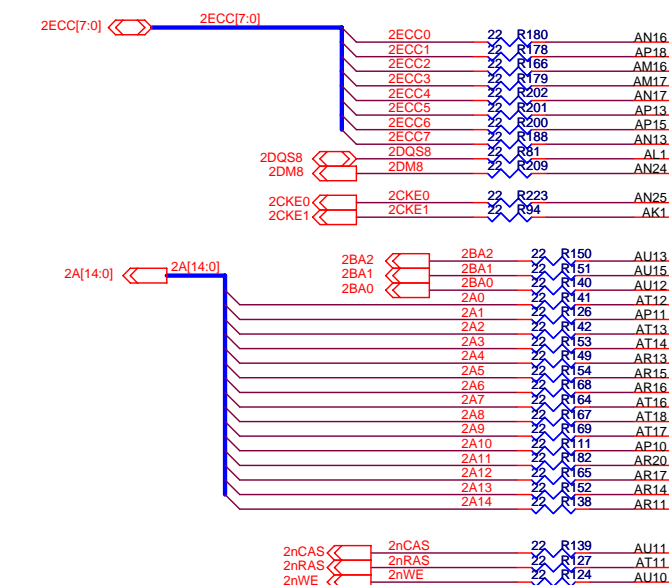 2ECC[7:0] 2ECC[7:0]
2ECC0 22 R180 AN16
2ECC1 22 R178 AP18
2ECC2 22 R166 AM16
2ECC3 22 R179 AM17
2ECC4 22 R202 AN17
2ECC5 22 R201 AP13
2ECC6 22 R200 AP15
2ECC7 22 R188 AN13
2DQS8 2DQS8 22 R81 AL1
2DM8 2DM8 22 R209 AN24
2CKE0 2CKE0 22 R223 AN25
2CKE1 2CKE1 22 R94 AK1
2BA2 2BA2 22 R150 AU13
2A[14:0] 2A[14:0] 2BA1 2BA1 22 R151 AU15
2BA0 2BA0 22 R140 AU12
2A0 22 R141 AT12
2A1 22 R126 AP11
2A2 22 R142 AT13
2A3 22 R153 AT14
2A4 22 R149 AR13
2A5 22 R154 AR15
2A6 22 R168 AR16
2A7 22 R164 AT16
2A8 22 R167 AT18
2A9 22 R169 AT17
2A10 22 R111 AP10
2A11 22 R182 AR20
2A12 22 R165 AR17
2A13 22 R152 AR14
2A14 22 R138 AR11
2nCAS 2nCAS 22 R139 AU11
2nRAS 2nRAS 22 R127 AT11
2nWE 2nWE 22 R124 AU10